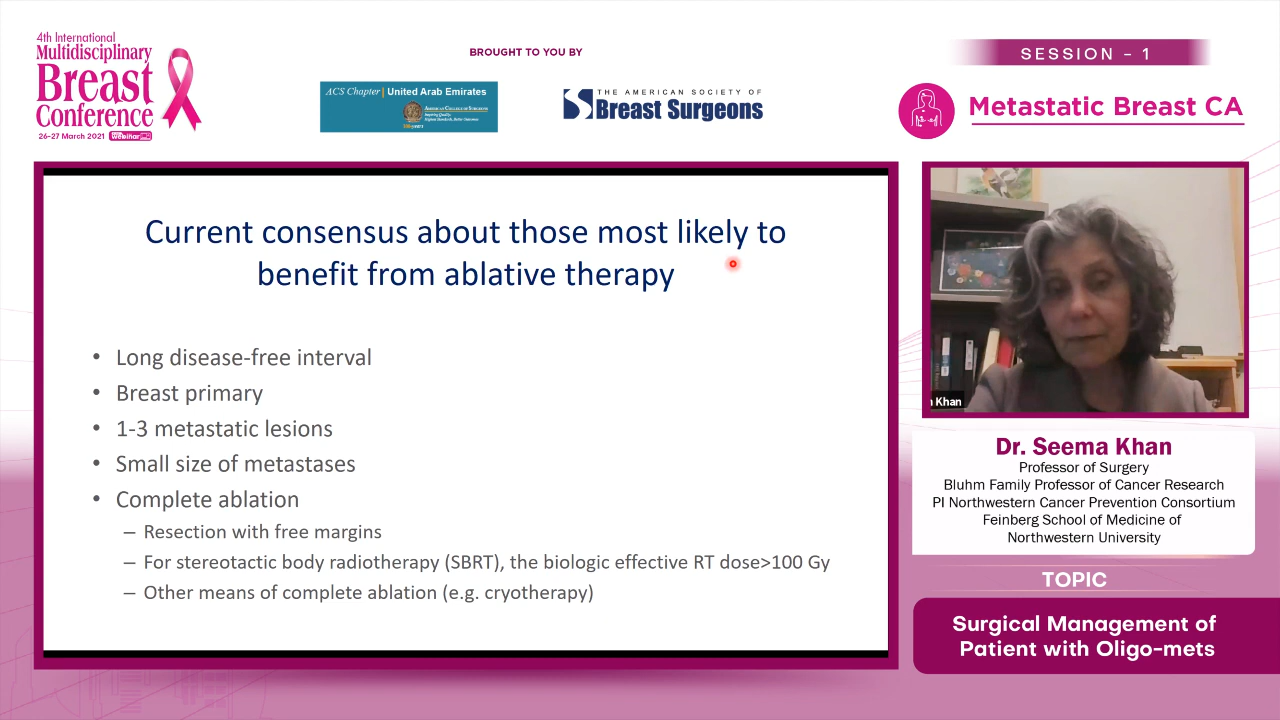 4th International
Multidisciplinary
Breast
Conference
26-27 March 2021 Webinar
BROUGHT TO YOU BY
ACS Chapter | United Arab Emirates
AMERICAN COLLEGE OF SURGEONS
THE AMERICAN SOCIETY OF
Breast Surgeons
SESSION - 1
Metastatic Breast CA
Current consensus about those most likely to
benefit from ablative therapy
• Long disease-free interval
• Breast primary
• 1-3 metastatic lesions
• Small size of metastases
• Complete ablation
– Resection with free margins
– For stereotactic body radiotherapy (SBRT), the biologic effective RT dose>100 Gy
– Other means of complete ablation (e.g. cryotherapy)
Khan
Dr. Seema Khan
Professor of Surgery
Bluhm Family Professor of Cancer Research
PI Northwestern Cancer Prevention Consortium
Feinberg School of Medicine of
Northwestern University
TOPIC
Surgical Management of
Patient with Oligo-mets